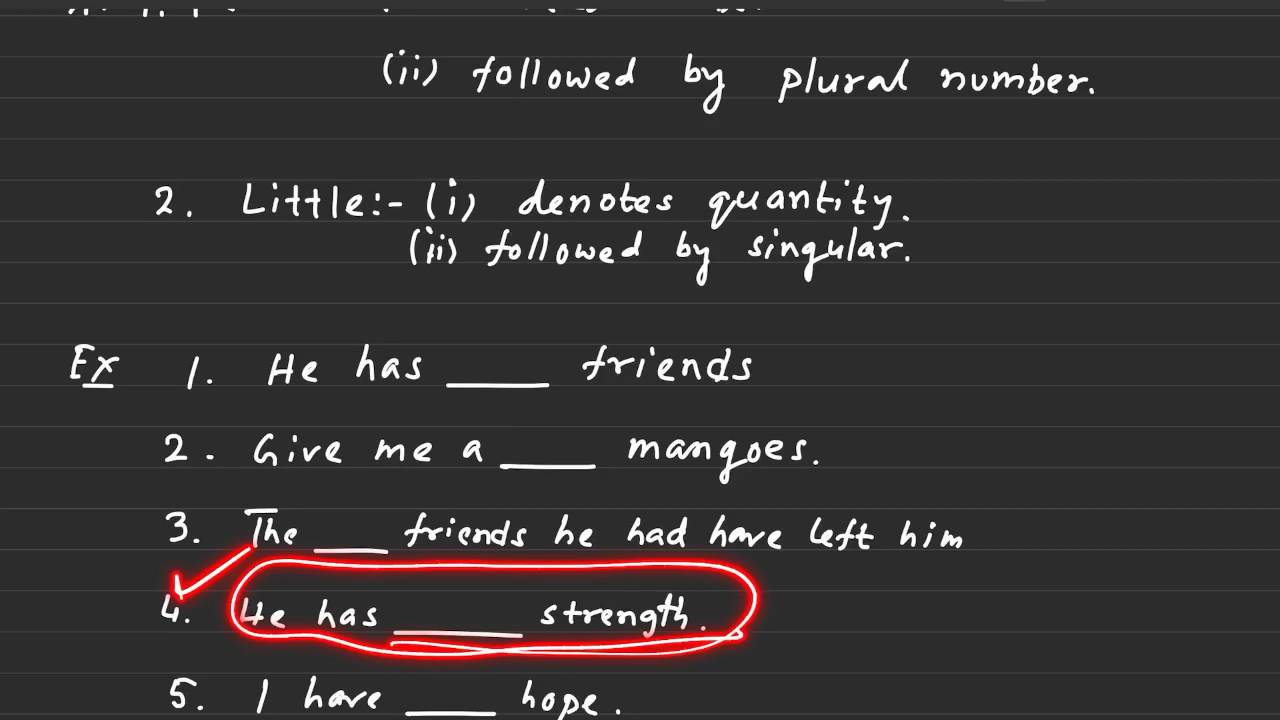 (ii) followed by plural number.
2. Little:- (i) denotes quantity.
(ii) followed by singular.
Ex 1. He has ____ friends
2. Give me a ____ mangoes.
3. The ____ friends he had have left him
4. He has ____ strength.
5. I have ____ hope.